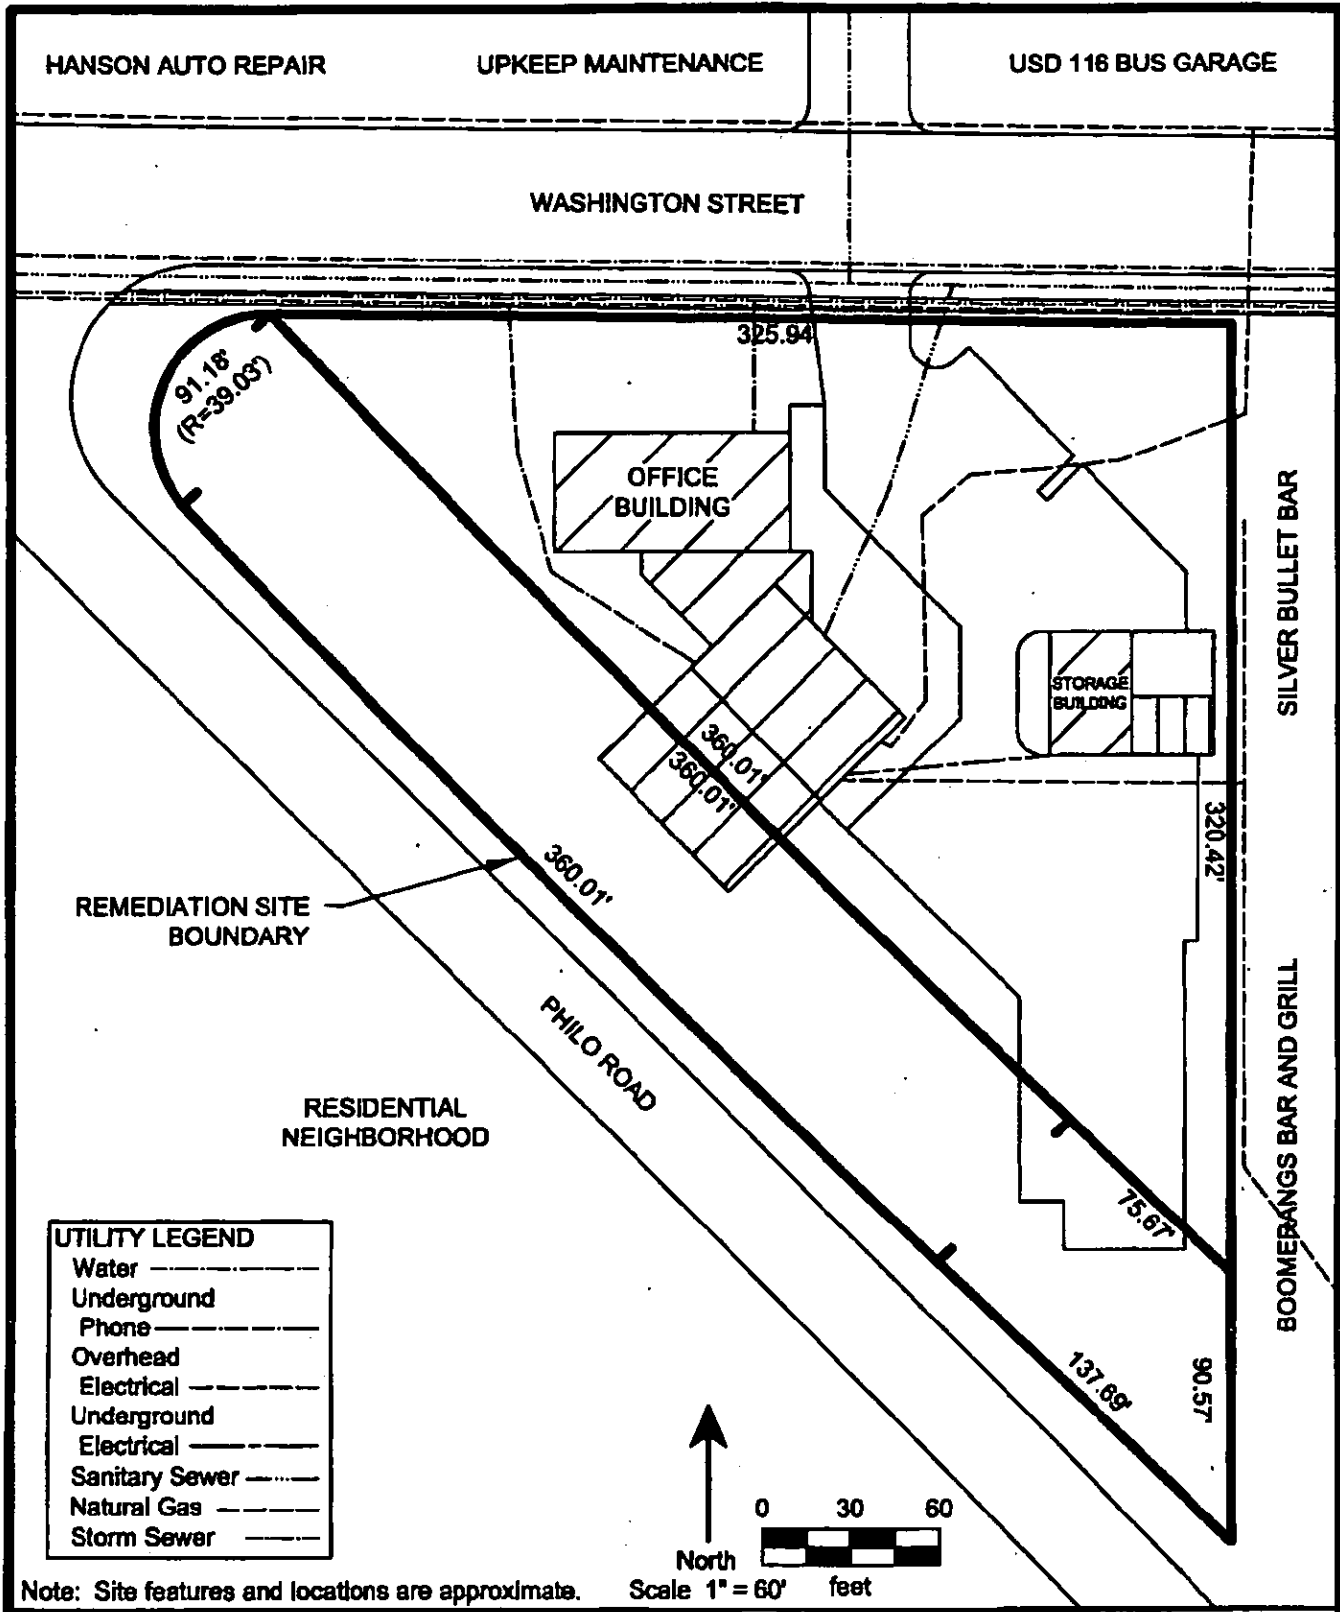 HANSON AUTO REPAIR
UPKEEP MAINTENANCE
USD 116 BUS GARAGE
WASHINGTON STREET
325.94
91.18'
(R=39.03')
OFFICE
BUILDING
SILVER BULLET BAR
STORAGE
BUILDING
360.01'
360.01'
320.42'
360.01'
REMEDIATION SITE
BOUNDARY
PHILO ROAD
BOOMERANGS BAR AND GRILL
RESIDENTIAL
NEIGHBORHOOD
75.67'
137.69'
90.57'
UTILITY LEGEND
Water
Underground
Phone
Overhead
Electrical
Underground
Electrical
Sanitary Sewer
Natural Gas
Storm Sewer
0 30 60
North
Scale 1" = 60' feet
Note: Site features and locations are approximate.